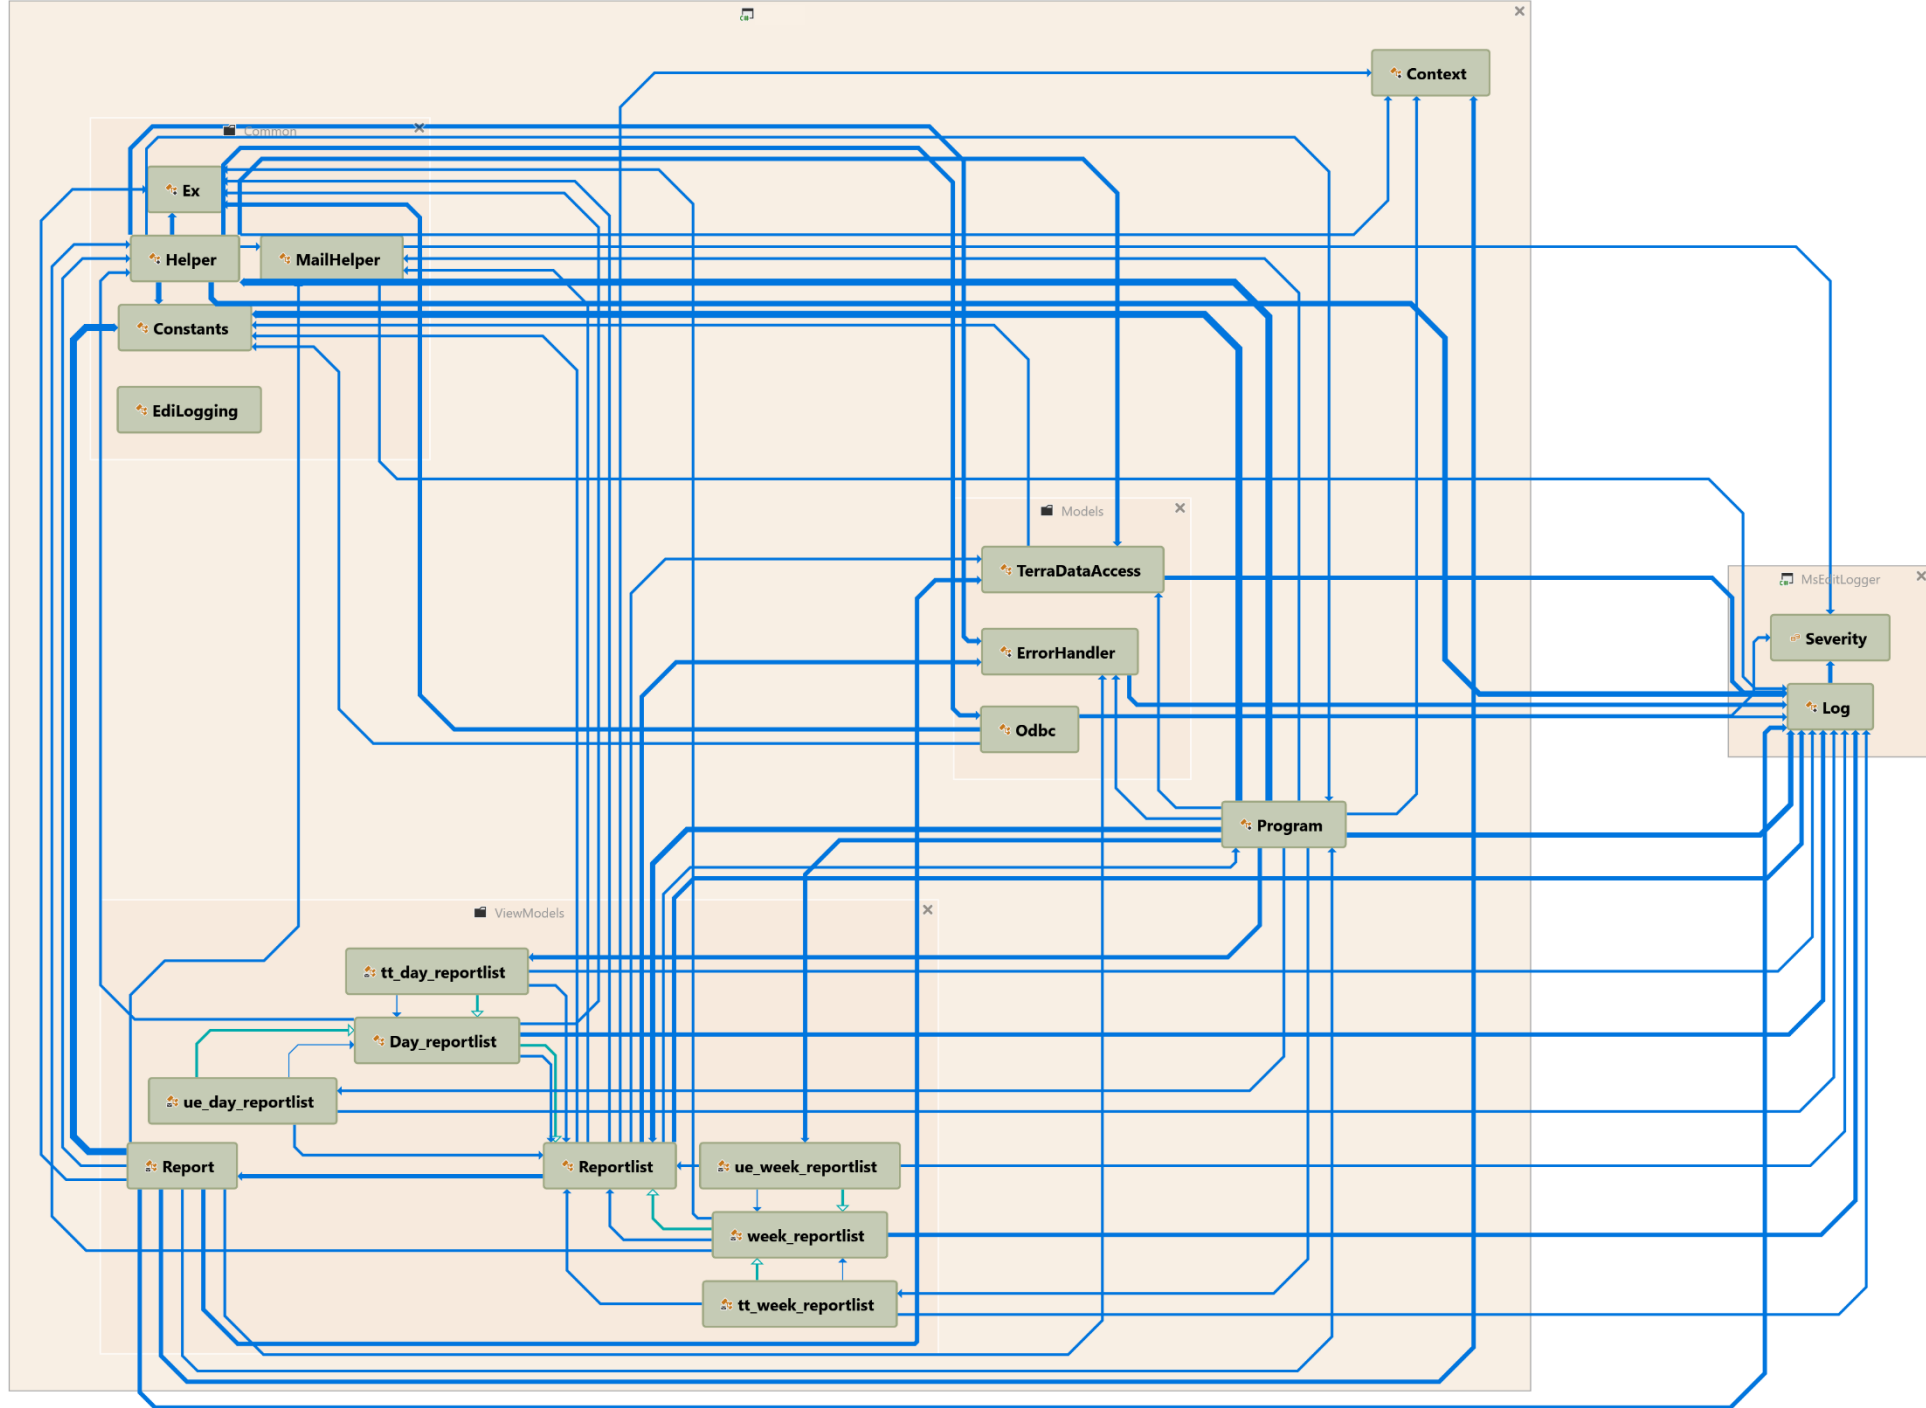 Context
Common
Ex
Helper
MailHelper
Constants
EdiLogging
Models
TerraDataAccess
MsEditLogger
Severity
ErrorHandler
Log
Odbc
Program
ViewModels
tt_day_reportlist
Day_reportlist
ue_day_reportlist
Report
Reportlist
ue_week_reportlist
week_reportlist
tt_week_reportlist